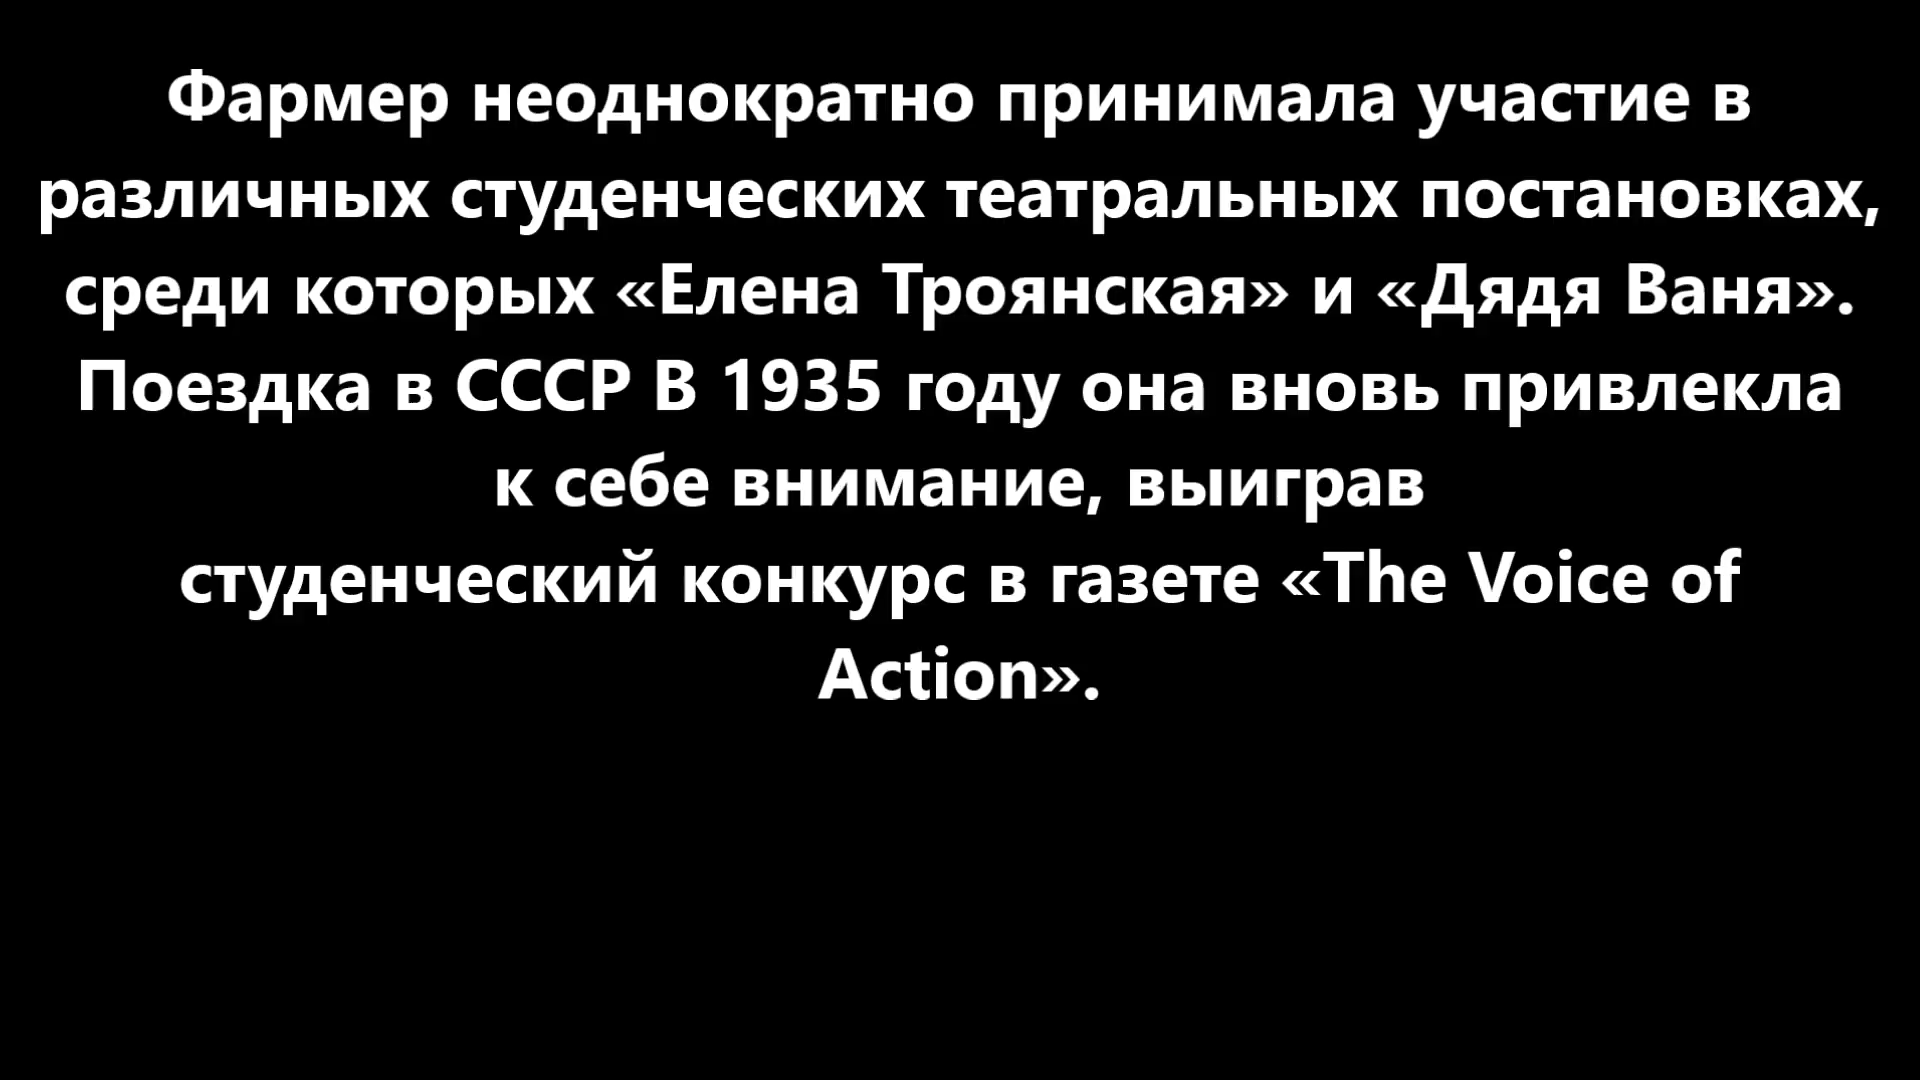 Фармер неоднократно принимала участие в
различных студенческих театральных постановках,
среди которых «Елена Троянская» и «Дядя Ваня».
Поездка в СССР В 1935 году она вновь привлекла
к себе внимание, выиграв
студенческий конкурс в газете «The Voice of
Action».